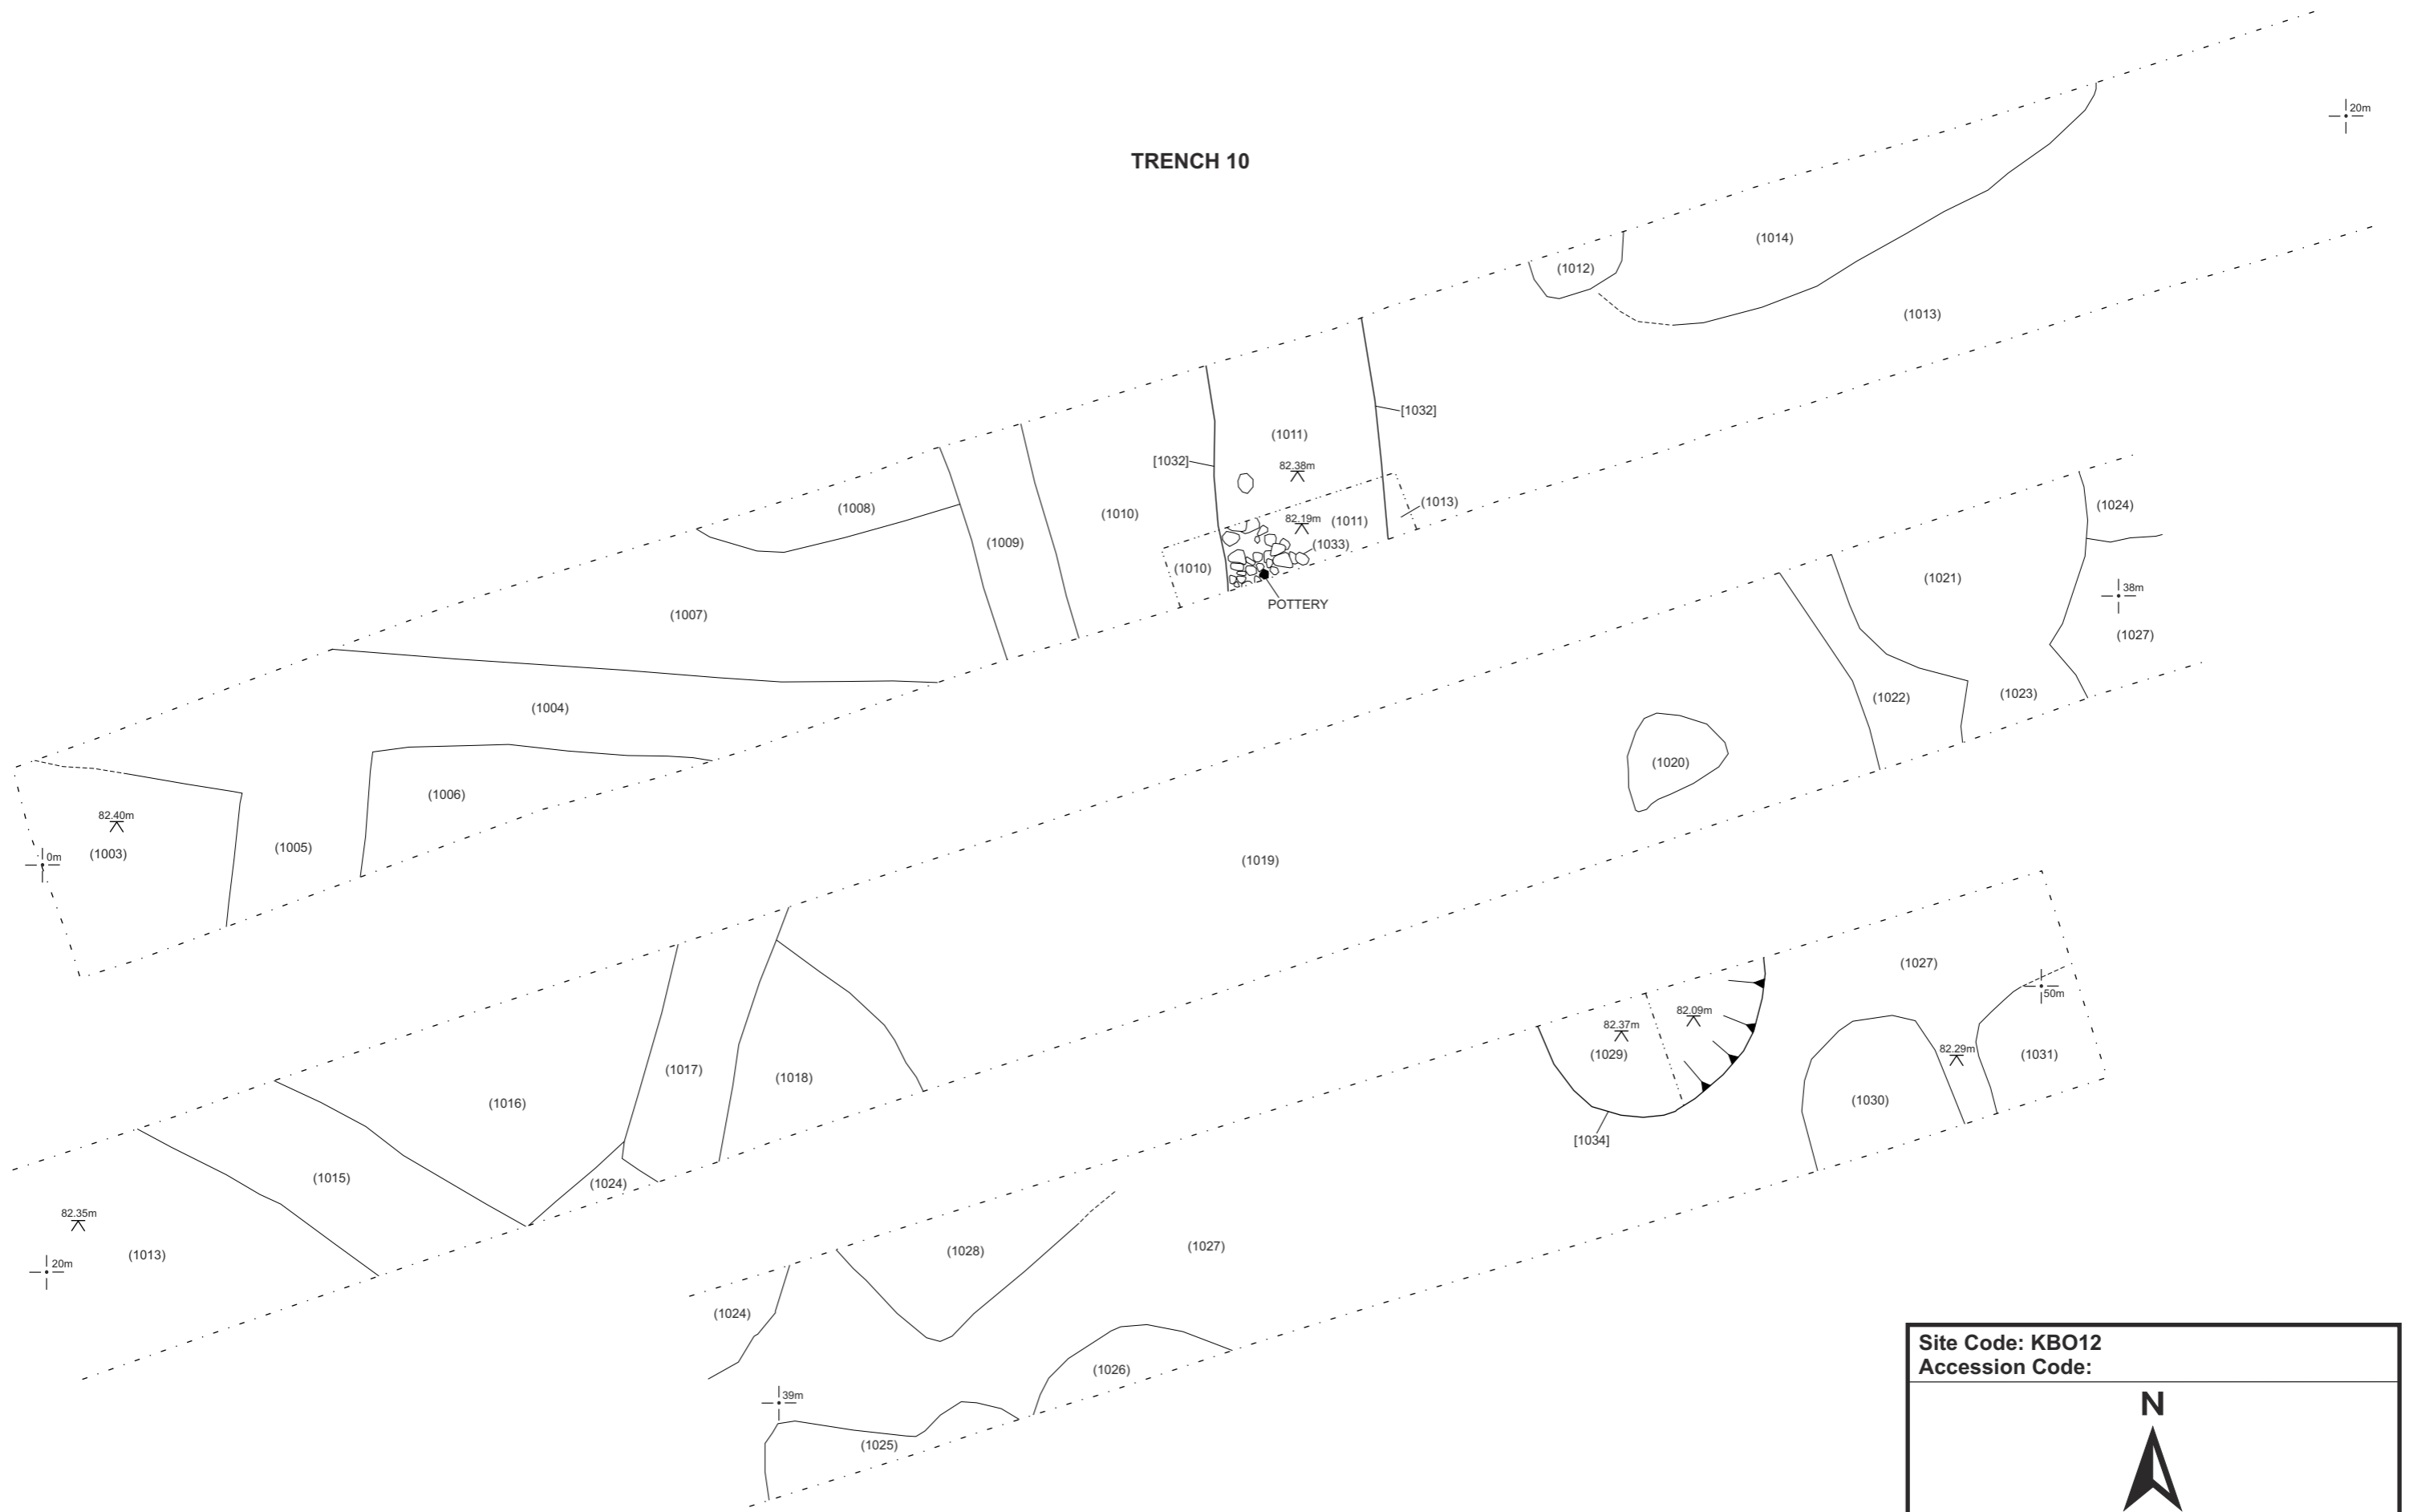 TRENCH 10
20m
(1014)
(1012)
(1013)
[1032]
(1011)
[1032]
82.38m
(1008)
(1010)
(1013)
82.19m
(1011)
(1009)
(1033)
(1010)
POTTERY
(1007)
(1004)
(1006)
82.40m
(1003)
0m
(1005)
(1024)
(1021)
38m
(1027)
(1022)
(1023)
(1020)
(1019)
(1017)
(1018)
(1016)
(1015)
(1024)
82.35m
(1013)
20m
(1027)
50m
82.09m
82.37m
(1029)
82.29m
(1031)
(1030)
[1034]
(1028)
(1027)
(1024)
(1026)
39m
(1025)
Site Code: KBO12
Accession Code:
N